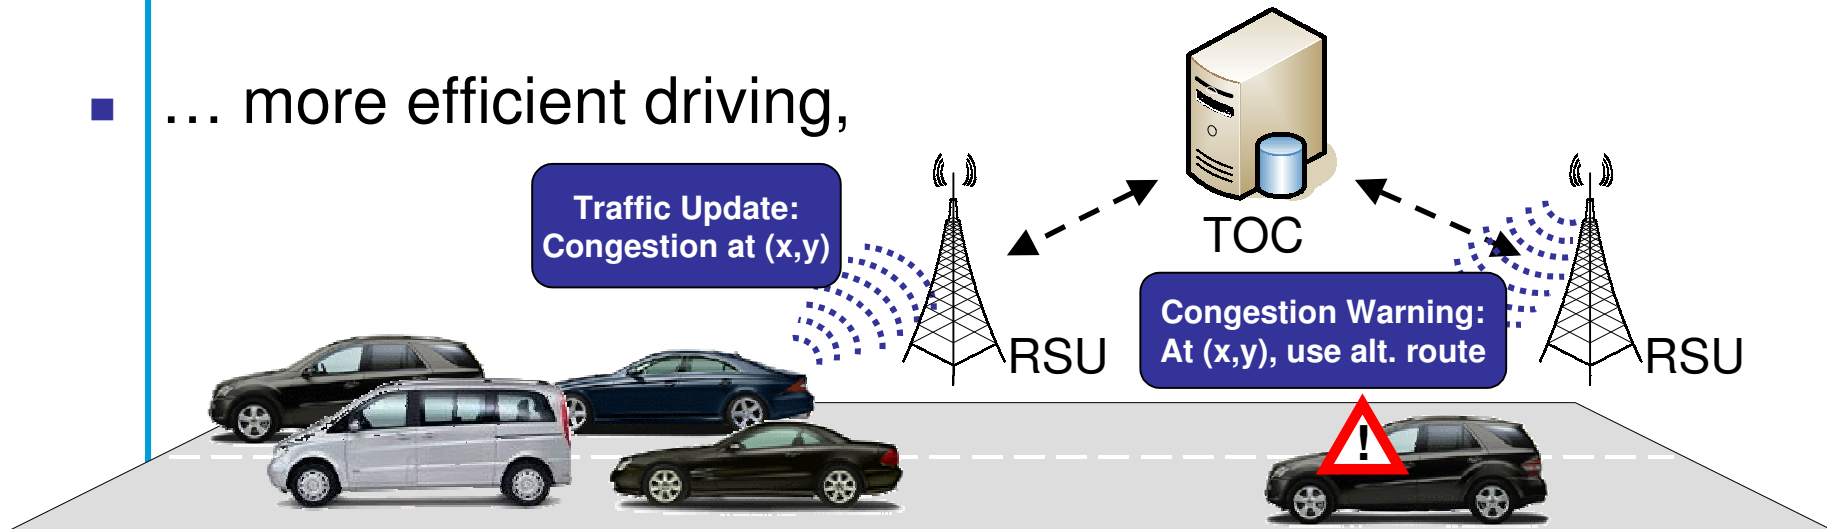 … more efficient driving,
Traffic Update:
Congestion at (x,y)
TOC
Congestion Warning:
At (x,y), use alt. route
RSU
RSU
!